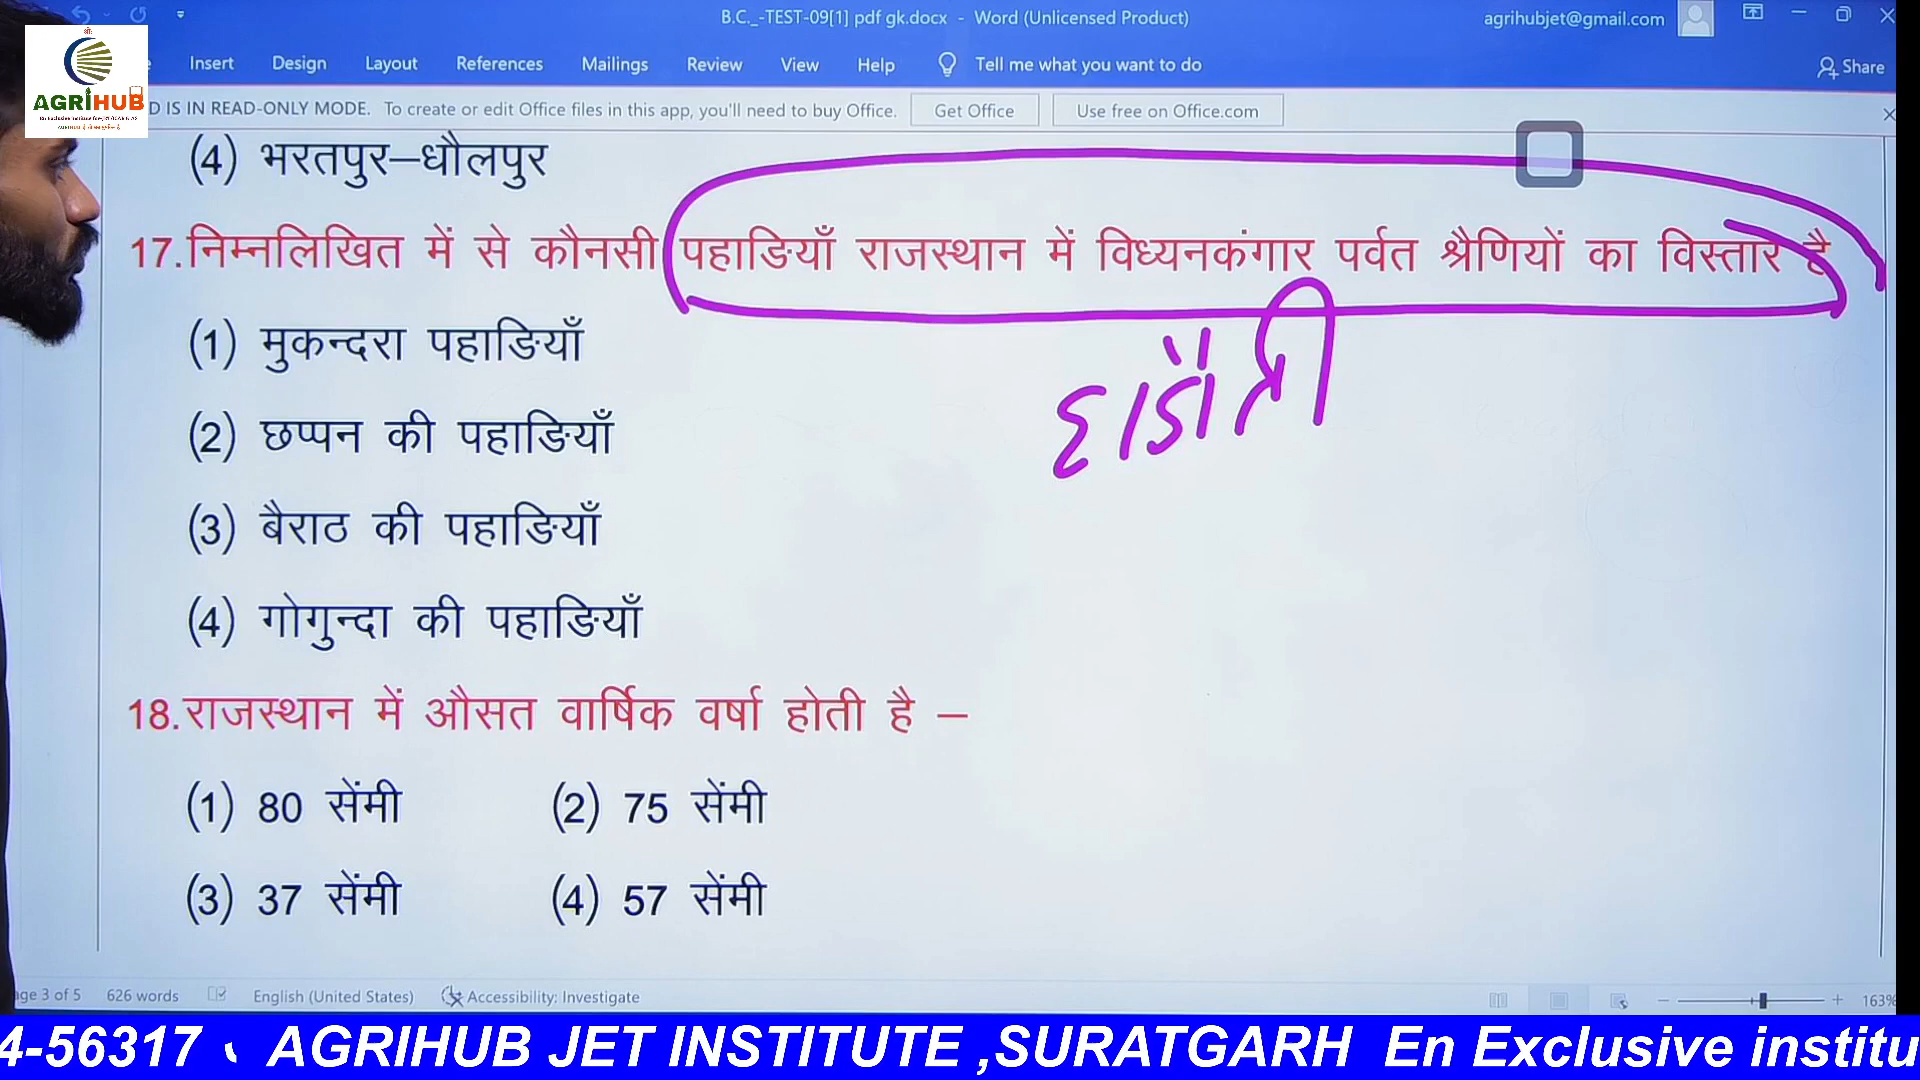 B.C._-TEST-09[1] pdf gk.docx - Word (Unlicensed Product)
agrihubjet@gmail.com
Insert Design Layout References Mailings Review View Help Tell me what you want to do
Share
AGRIHUB
D IS IN READ-ONLY MODE. To create or edit Office files in this app, you'll need to buy Office. Get Office Use free on Office.com
(4) भरतपुर–धौलपुर
17.निम्नलिखित में से कौनसी पहाङियाँ राजस्थान में विध्यनकंगार पर्वत श्रैणियों का विस्तार है
(1) मुकन्दरा पहाङियाँ
हाडौती
(2) छप्पन की पहाङियाँ
(3) बैराठ की पहाङियाँ
(4) गोगुन्दा की पहाङियाँ
18.राजस्थान में औसत वार्षिक वर्षा होती है –
(1) 80 सेंमी (2) 75 सेंमी
(3) 37 सेंमी (4) 57 सेंमी
age 3 of 5 626 words English (United States) Accessibility: Investigate
163%
4-56317 AGRIHUB JET INSTITUTE ,SURATGARH En Exclusive institu